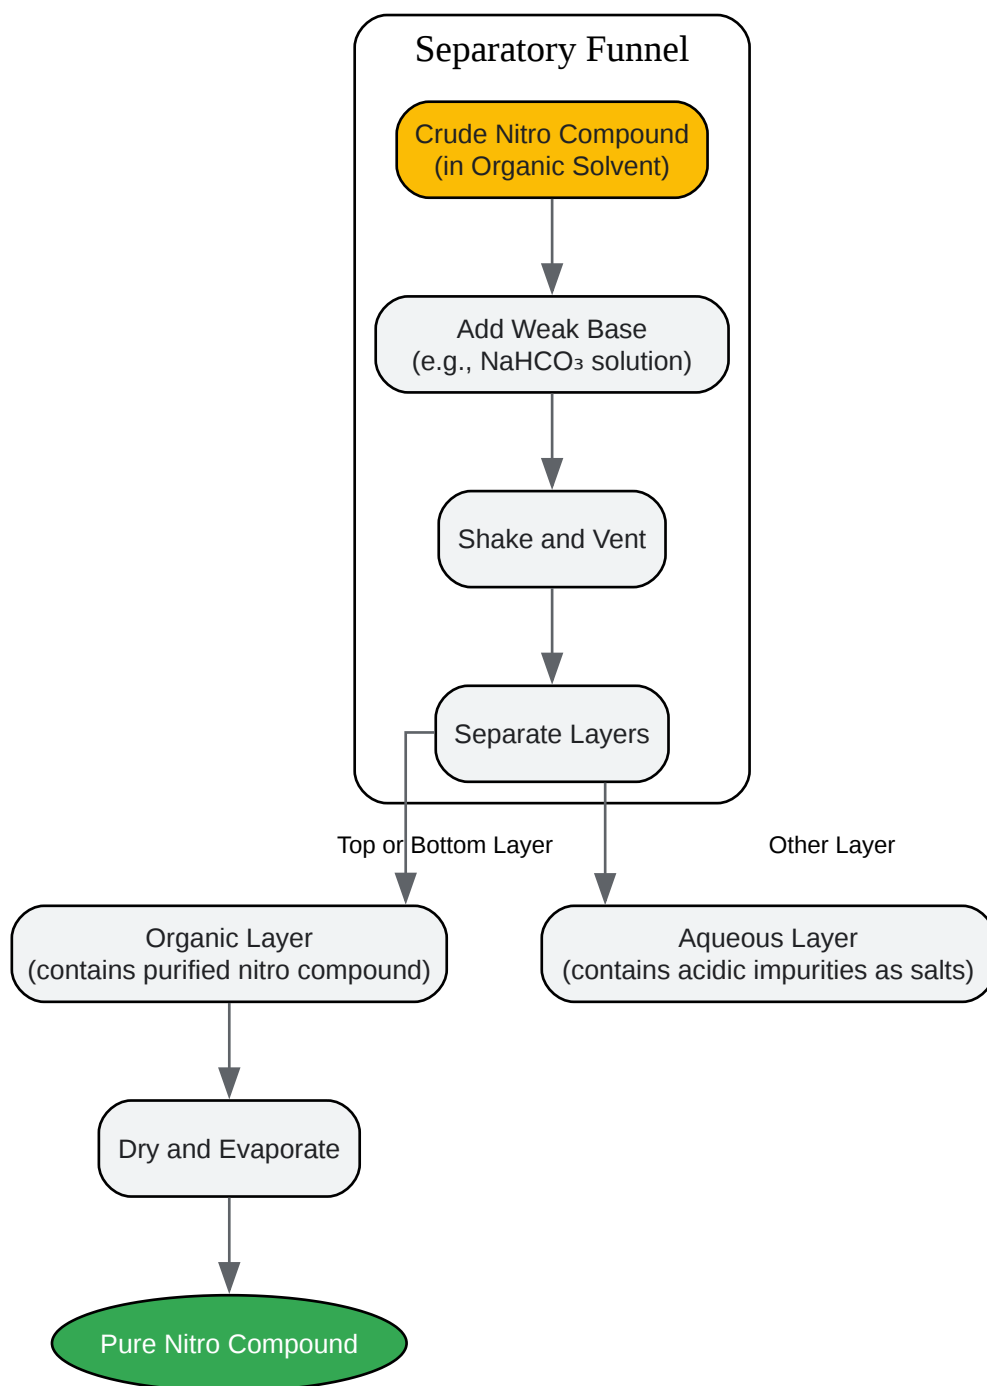 Separatory Funnel
Crude Nitro Compound
(in Organic Solvent)
Add Weak Base
(e.g., NaHCO₃ solution)
Shake and Vent
Separate Layers
Top or Bottom Layer
Other Layer
Organic Layer
(contains purified nitro compound)
Aqueous Layer
(contains acidic impurities as salts)
Dry and Evaporate
Pure Nitro Compound